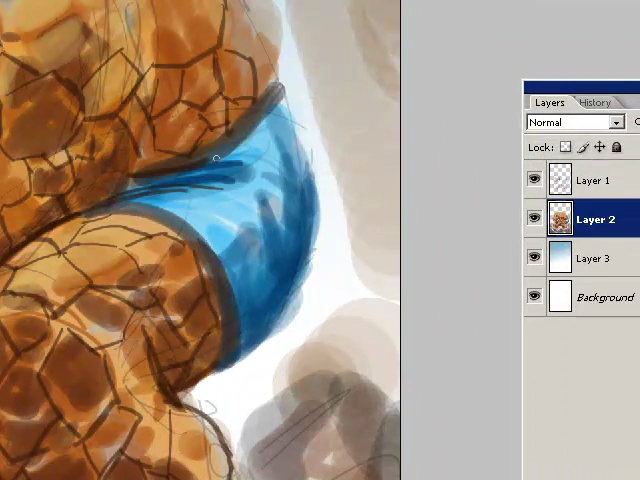 Layers
History
Normal
Lock:
Layer 1
Layer 2
Layer 3
Background